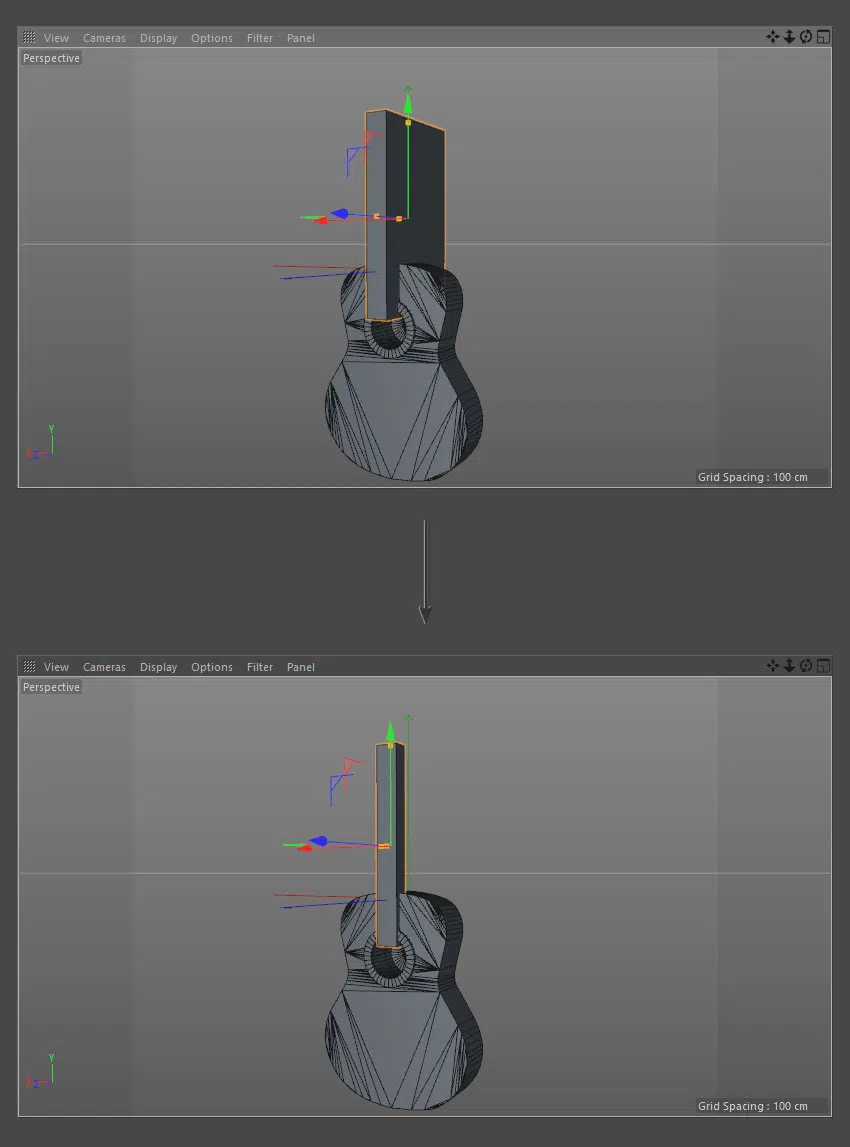 View Cameras Display Options Filter Panel
Perspective
Y
Grid Spacing : 100 cm
View Cameras Display Options Filter Panel
Perspective
Y
Grid Spacing : 100 cm